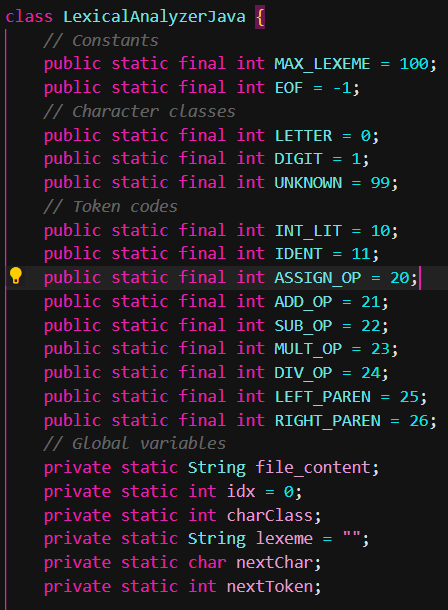 class LexicalAnalyzerJava {
// Constants
public static final int MAX_LEXEME = 100;
public static final int EOF = -1;
// Character classes
public static final int LETTER = 0;
public static final int DIGIT = 1;
public static final int UNKNOWN = 99;
// Token codes
public static final int INT_LIT = 10;
public static final int IDENT = 11;
public static final int ASSIGN_OP = 20;
public static final int ADD_OP = 21;
public static final int SUB_OP = 22;
public static final int MULT_OP = 23;
public static final int DIV_OP = 24;
public static final int LEFT_PAREN = 25;
public static final int RIGHT_PAREN = 26;
// Global variables
private static String file_content;
private static int idx = 0;
private static int charClass;
private static String lexeme = "";
private static char nextChar;
private static int nextToken;